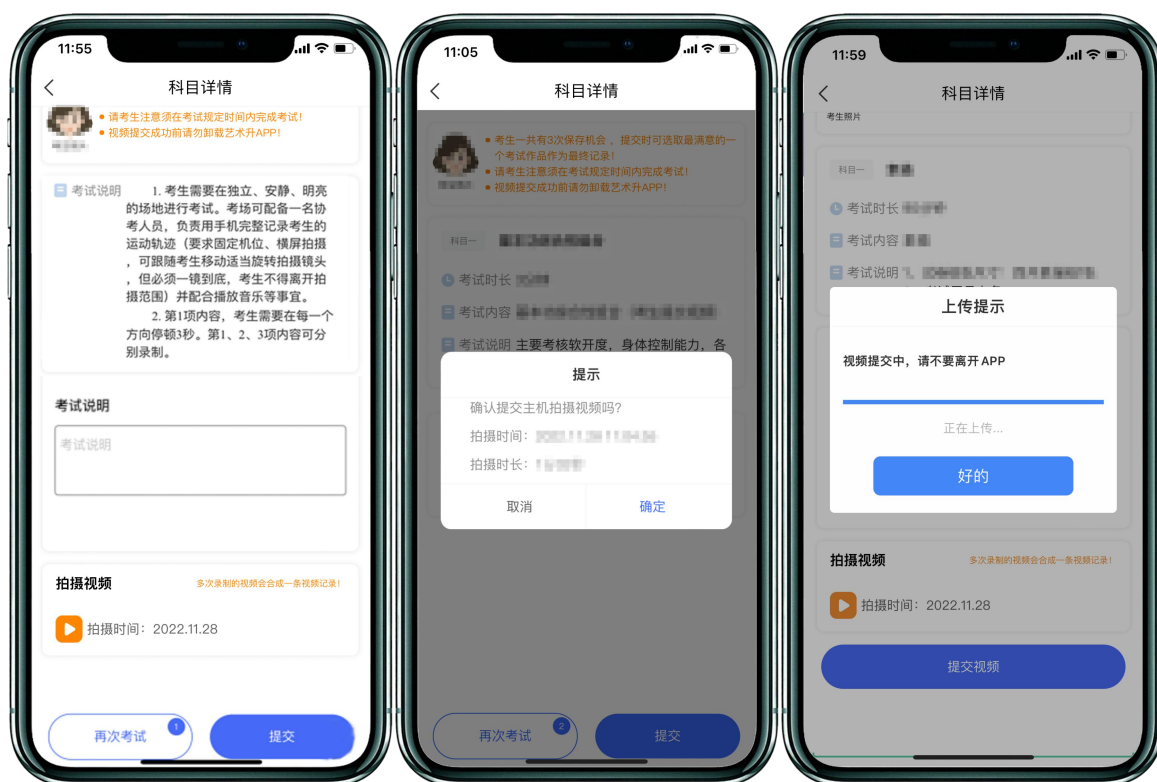 11:55
科目详情
• 请考生注意须在考试规定时间内完成考试!
• 视频提交成功前请勿卸载艺术升APP!
考试说明
1. 考生需要在独立、安静、明亮
的场地进行考试。考场可配备一名协
考人员，负责用手机完整记录考生的
运动轨迹（要求固定机位、横屏拍摄
，可跟随考生移动适当旋转拍摄镜头
，但必须一镜到底，考生不得离开拍
摄范围）并配合播放音乐等事宜。
2. 第1项内容，考生需要在每一个
方向停顿3秒。第1、2、3项内容可分
别录制。
考试说明
考试说明
拍摄视频
多次录制的视频会合成一条视频记录!
拍摄时间：2022.11.28
再次考试
1
提交
11:05
科目详情
• 考生一共有3次保存机会，提交时可选取最满意的一
个考试作品作为最终记录!
• 请考生注意须在考试规定时间内完成考试!
• 视频提交成功前请勿卸载艺术升APP!
科目一
考试时长
考试内容
考试说明 主要考核软开度，身体控制能力，各
提示
确认提交主机拍摄视频吗?
拍摄时间：
拍摄时长：
取消
确定
再次考试
2
提交
11:59
科目详情
考生照片
科目一
考试时长
考试内容
考试说明
上传提示
视频提交中，请不要离开APP
正在上传...
好的
拍摄视频
多次录制的视频会合成一条视频记录!
拍摄时间：2022.11.28
提交视频